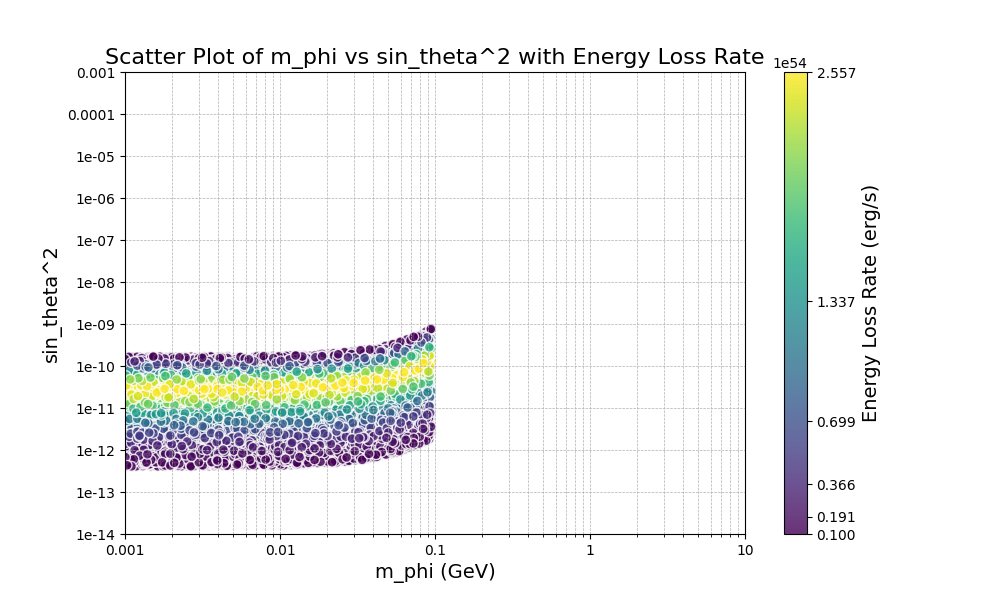 Scatter Plot of m_phi vs sin_theta^2 with Energy Loss Rate
1e54
0.001
0.0001
1e-05
1e-06
1e-07
1e-08
1e-09
1e-10
1e-11
1e-12
1e-13
1e-14
sin_theta^2
0.001
0.01
0.1
1
10
m_phi (GeV)
2.557
1.337
0.699
0.366
0.191
0.100
Energy Loss Rate (erg/s)